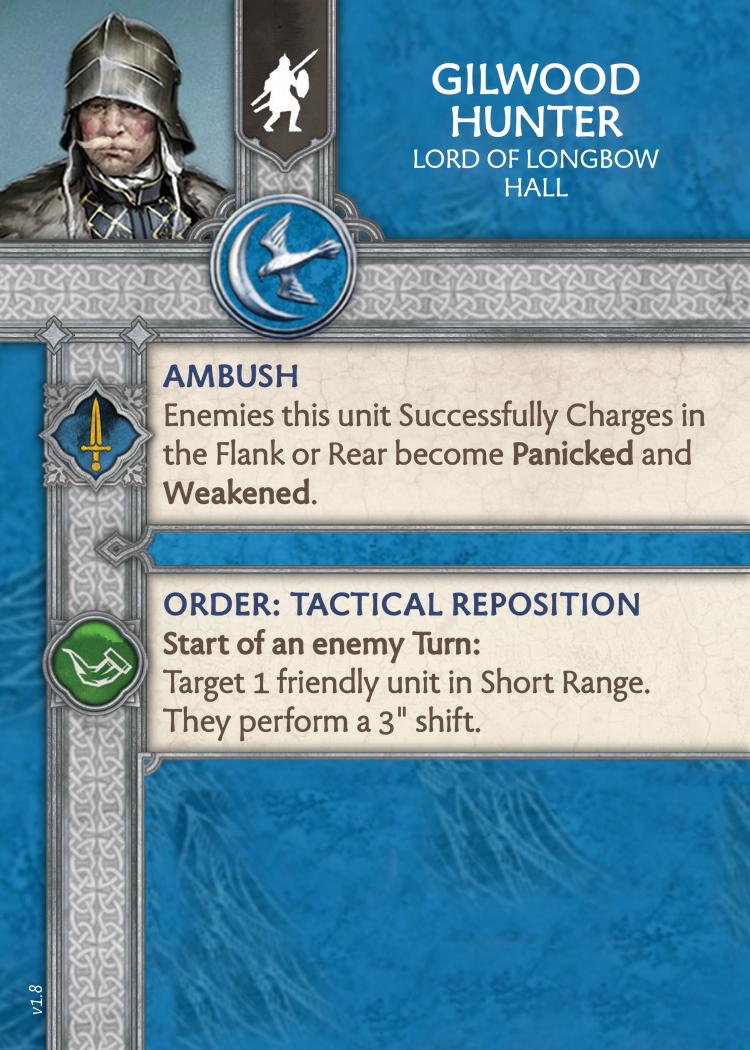 GILWOOD
HUNTER
LORD OF LONGBOW
HALL
AMBUSH
Enemies this unit Successfully Charges in
the Flank or Rear become Panicked and
Weakened.
ORDER: TACTICAL REPOSITION
Start of an enemy Turn:
Target 1 friendly unit in Short Range.
They perform a 3" shift.
v1.8